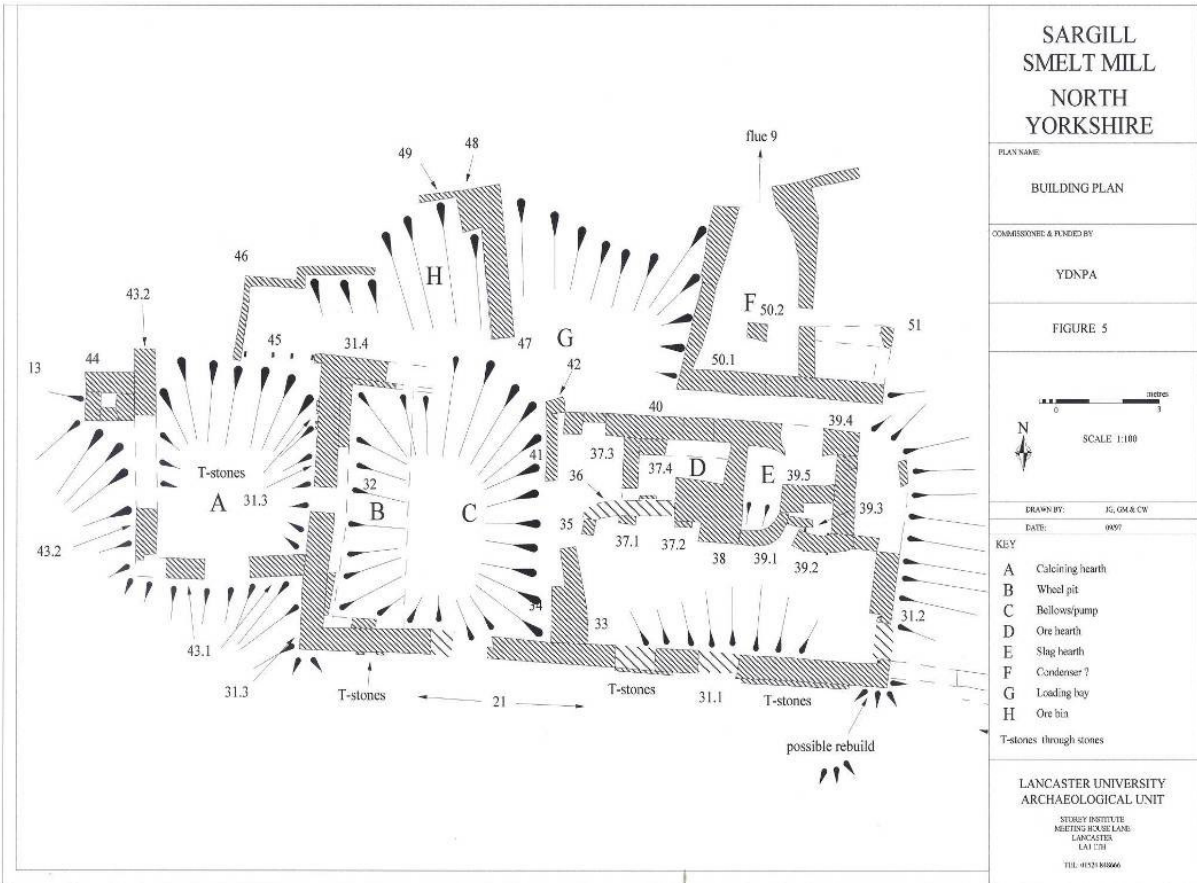 SARGILL
SMELT MILL
NORTH
YORKSHIRE
PLAN NAME:
BUILDING PLAN
COMMISSIONED & FUNDED BY
YDNPA
FIGURE 5
metres
0 3
N
SCALE 1:100
DRAWN BY: JG, GM & CW
DATE: 09/97
KEY
A Calcining hearth
B Wheel pit
C Bellows/pump
D Ore hearth
E Slag hearth
F Condenser ?
G Loading bay
H Ore bin
T-stones through stones
LANCASTER UNIVERSITY
ARCHAEOLOGICAL UNIT
STOREY INSTITUTE
MEETING HOUSE LANE
LANCASTER
flue 9
48
49
46
H
43.2
F 50.2
51
45
31.4
47
G
13
44
42
50.1
40
39.4
41
37.3
36
37.4
D
E
39.5
T-stones
A
31.3
32
B
C
35
39.3
43.2
37.1
37.2
38
39.1
39.2
34
33
31.2
43.1
31.3
T-stones
21
T-stones
31.1
T-stones
possible rebuild